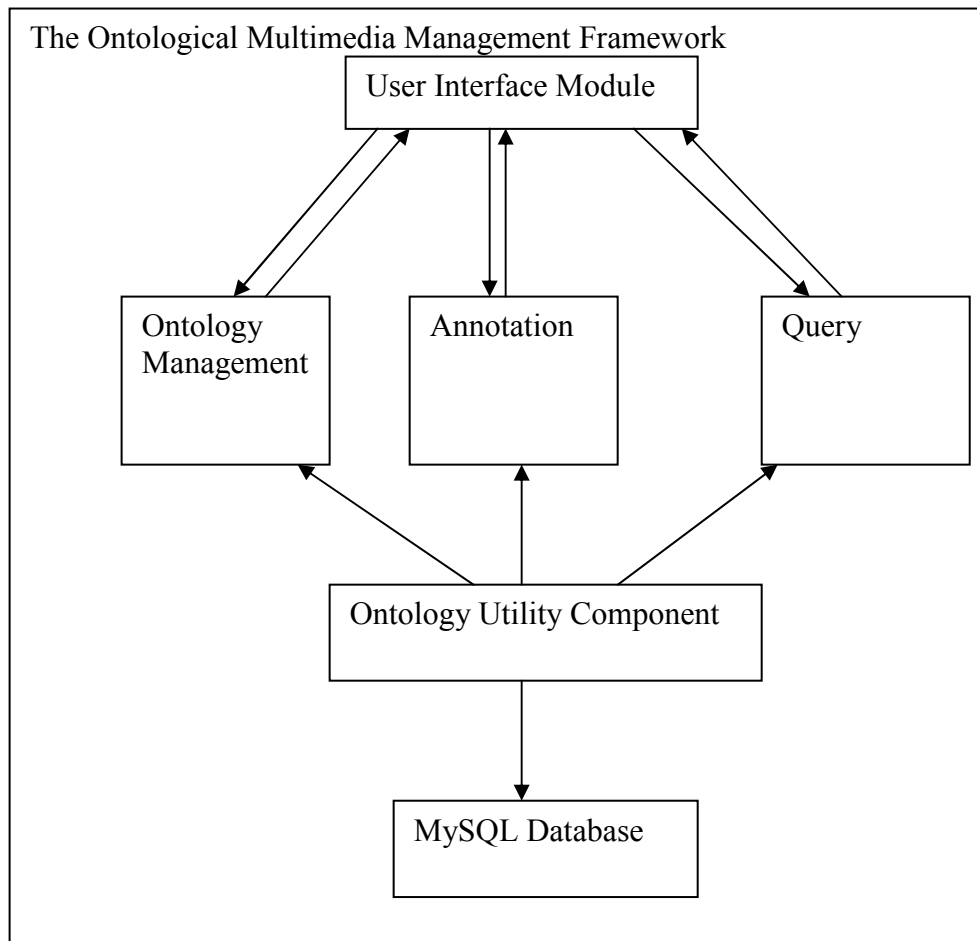 The Ontological Multimedia Management Framework
User Interface Module
Ontology
Management
Annotation
Query
Ontology Utility Component
MySQL Database